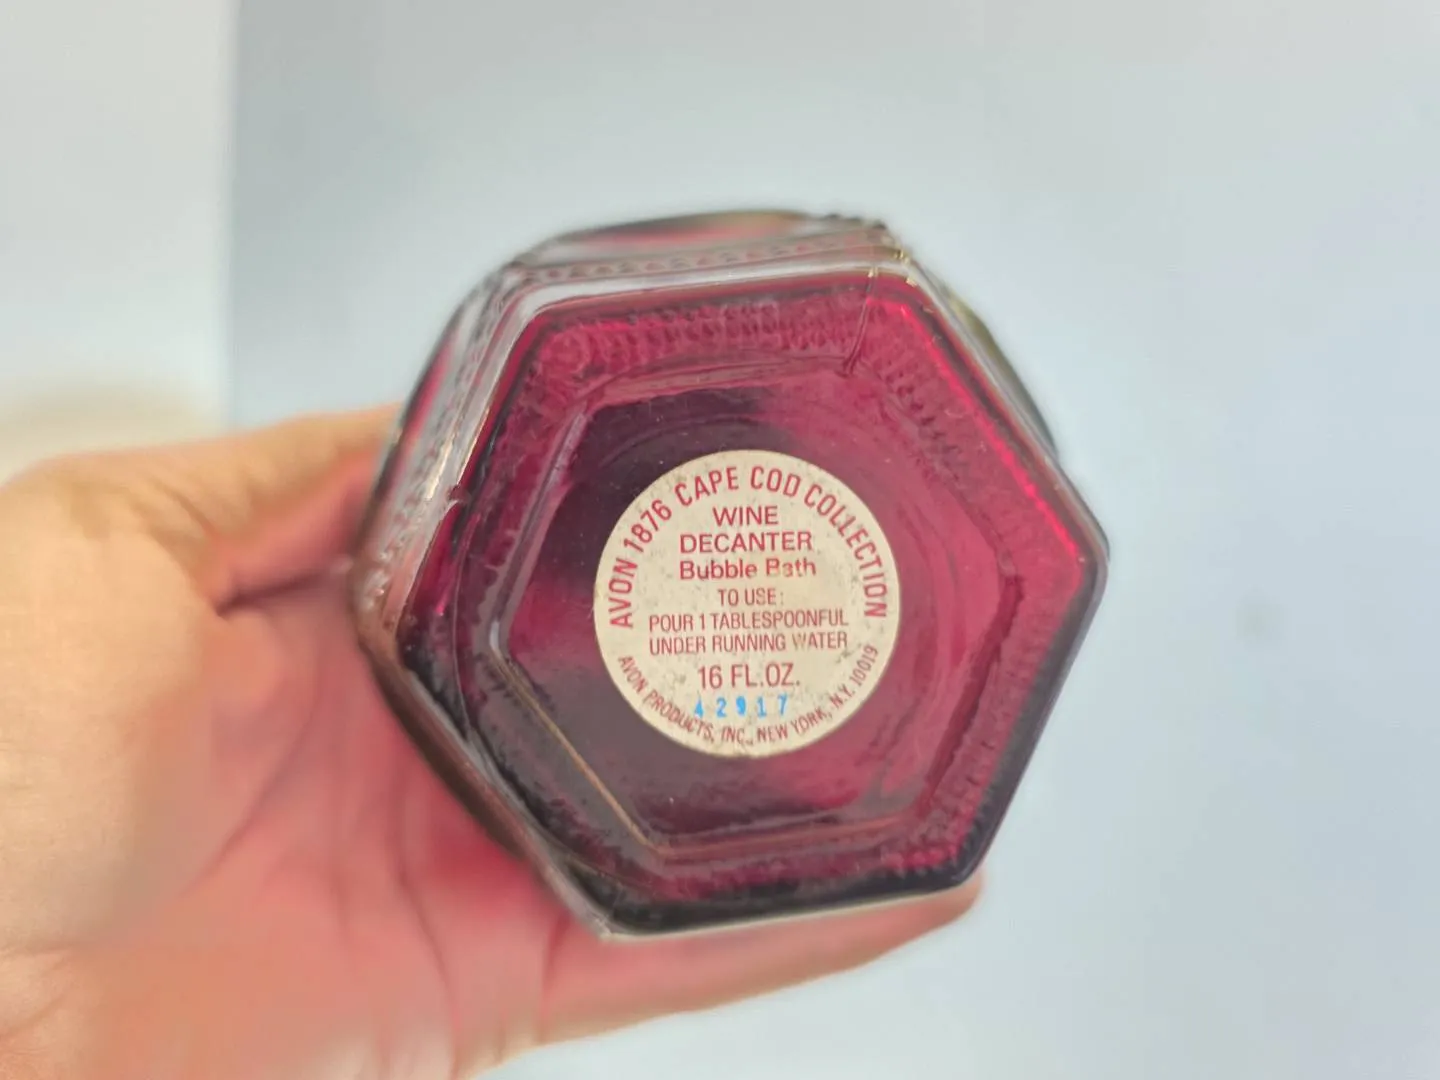 AVON 1876 CAPE COD COLLECTION
WINE
DECANTER
Bubble Bath
TO USE:
POUR 1 TABLESPOONFUL
UNDER RUNNING WATER
16 FL.OZ.
42917
AVON PRODUCTS, INC., NEW YORK, N.Y. 10019